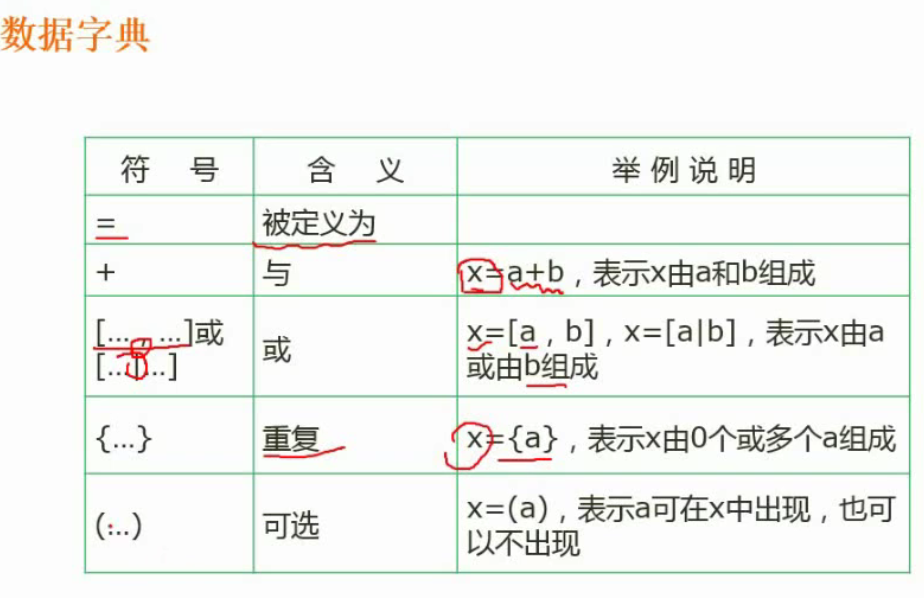 数据字典
符 号 含 义 举 例 说 明
= 被定义为
+ 与 x=a+b，表示x由a和b组成
[...，...]或
[...|...]
或
x=[a，b]，x=[a|b]，表示x由a
或由b组成
{...} 重复 x={a}，表示x由0个或多个a组成
(...) 可选
x=(a)，表示a可在x中出现，也可
以不出现